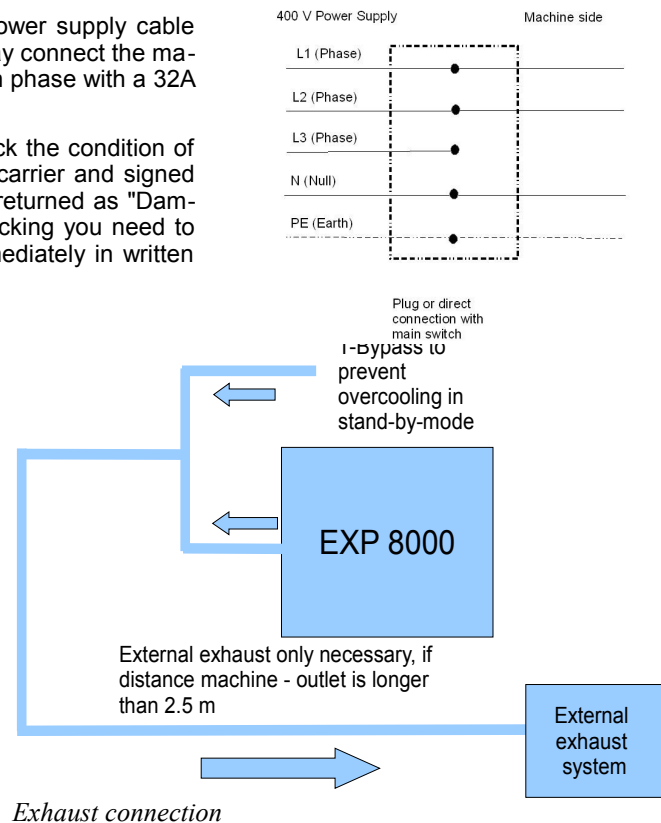 ower supply cable
ay connect the ma-
n phase with a 32A
ck the condition of
carrier and signed
returned as "Dam-
cking you need to
nediately in written
400 V Power Supply
Machine side
L1 (Phase)
L2 (Phase)
L3 (Phase)
N (Null)
PE (Earth)
Plug or direct
connection with
main switch
T-Bypass to
prevent
overcooling in
stand-by-mode
EXP 8000
External exhaust only necessary, if
distance machine - outlet is longer
than 2.5 m
External
exhaust
system
Exhaust connection